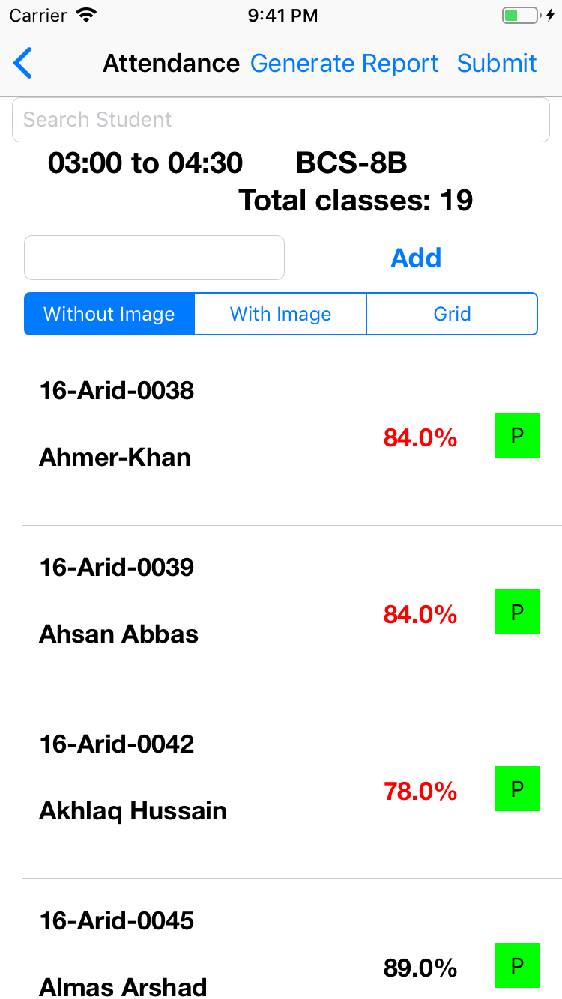 Carrier 9:41 PM
Attendance Generate Report Submit
Search Student
03:00 to 04:30 BCS-8B
Total classes: 19
Add
Without Image With Image Grid
16-Arid-0038
84.0% P
Ahmer-Khan
16-Arid-0039
84.0% P
Ahsan Abbas
16-Arid-0042
78.0% P
Akhlaq Hussain
16-Arid-0045
89.0% P
Almas Arshad